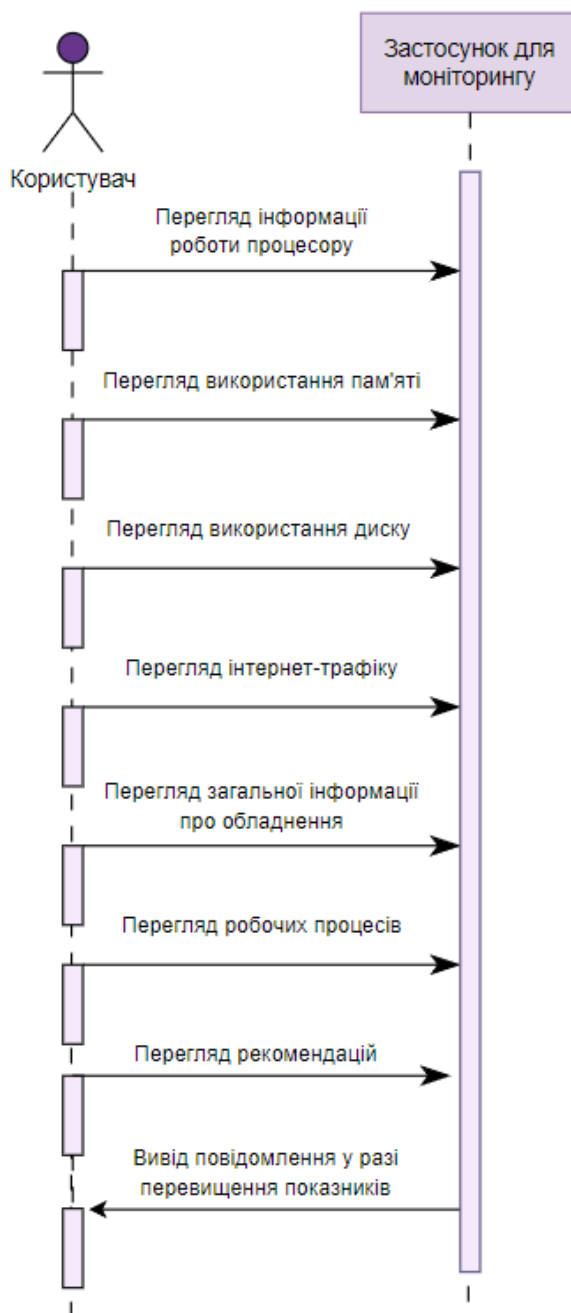 Застосунок для
моніторингу
Користувач
Перегляд інформації
роботи процесору
Перегляд використання пам'яті
Перегляд використання диску
Перегляд інтернет-трафіку
Перегляд загальної інформації
про обладнення
Перегляд робочих процесів
Перегляд рекомендацій
Вивід повідомлення у разі
перевищення показників